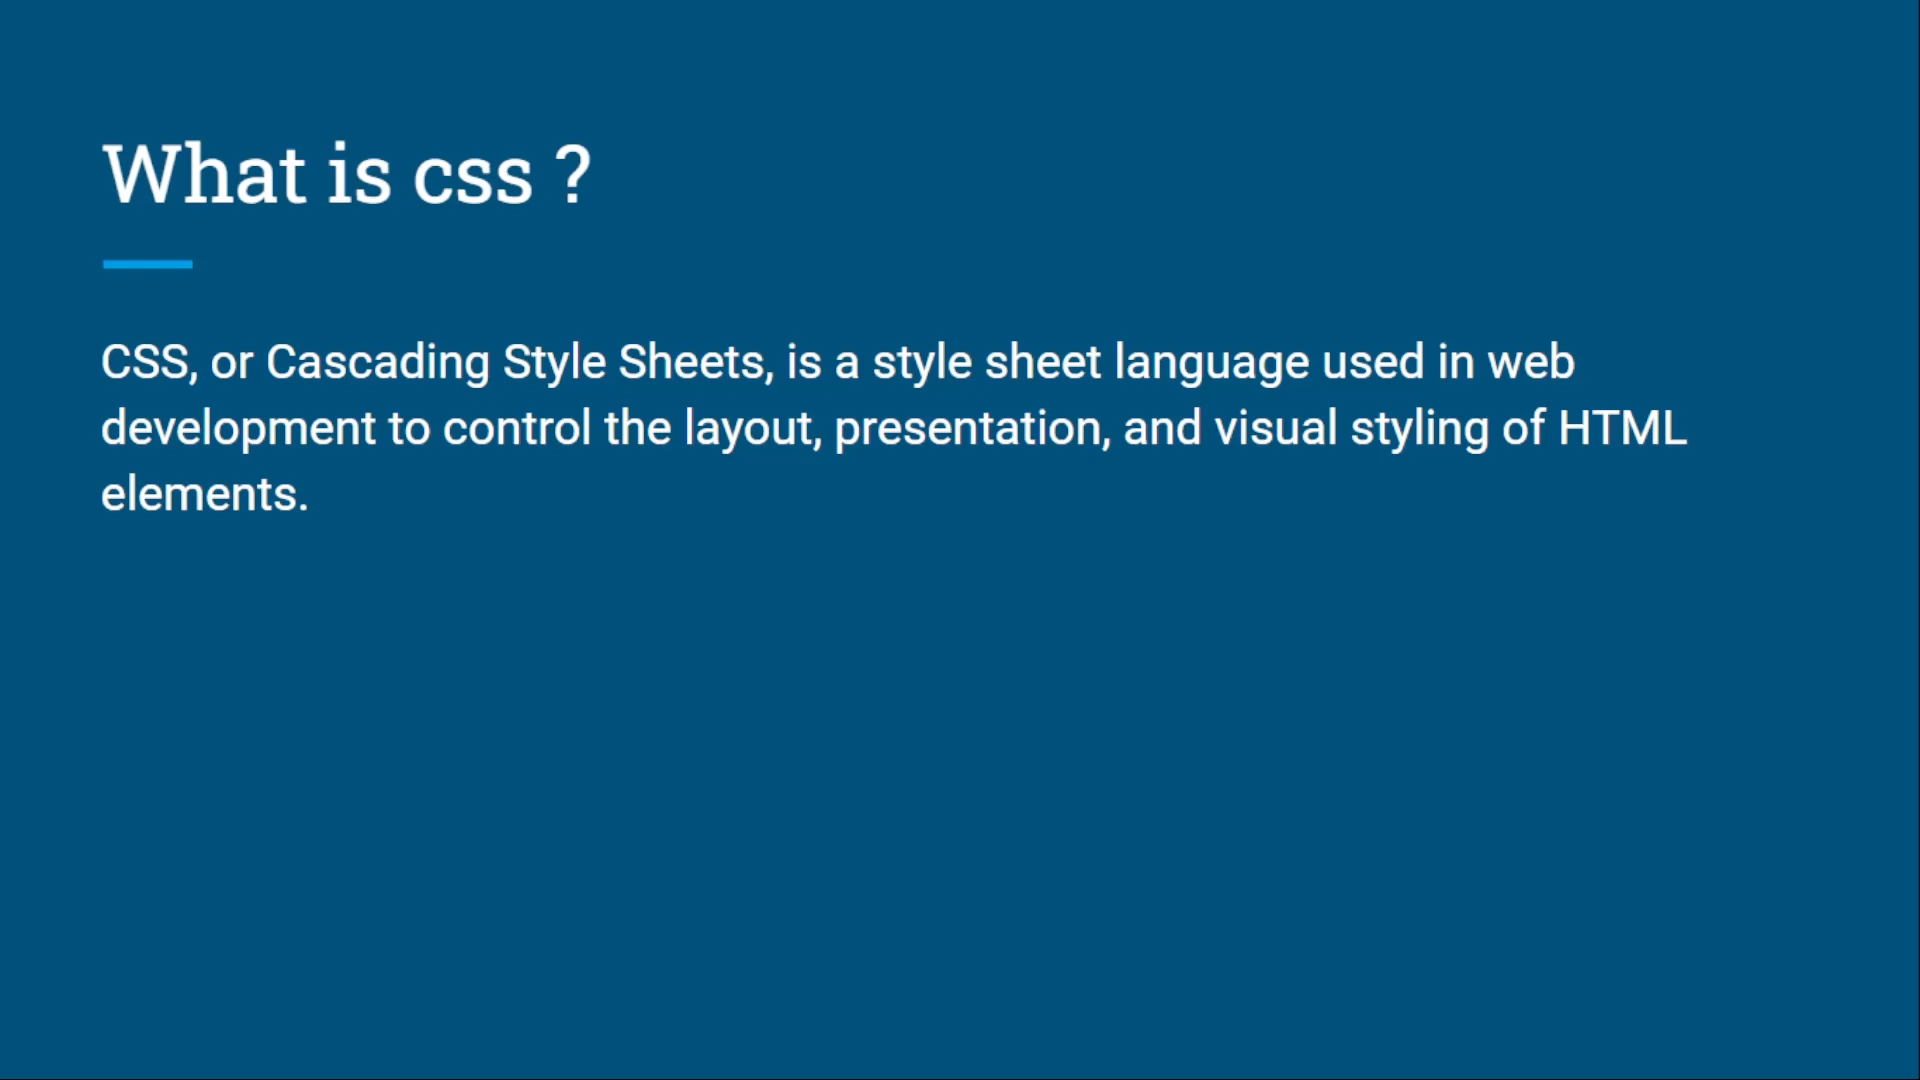 What is css ?
CSS, or Cascading Style Sheets, is a style sheet language used in web
development to control the layout, presentation, and visual styling of HTML
elements.